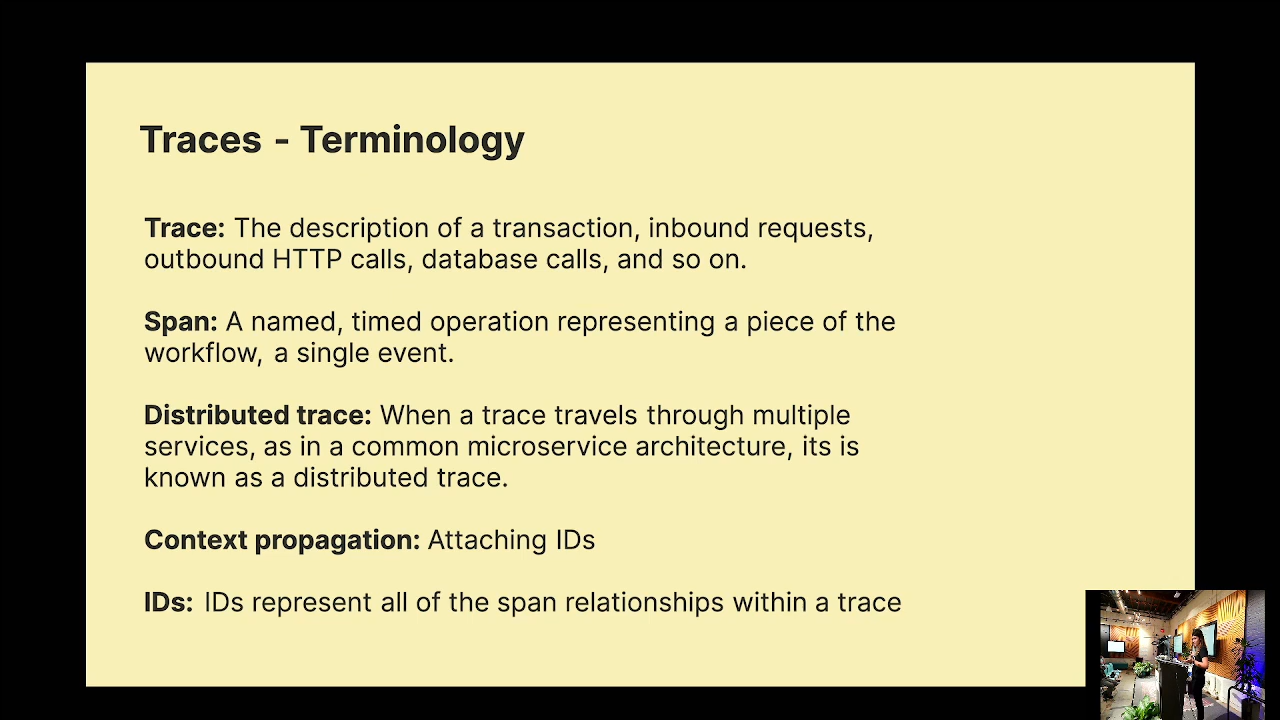 Traces - Terminology
Trace: The description of a transaction, inbound requests,
outbound HTTP calls, database calls, and so on.
Span: A named, timed operation representing a piece of the
workflow, a single event.
Distributed trace: When a trace travels through multiple
services, as in a common microservice architecture, its is
known as a distributed trace.
Context propagation: Attaching IDs
IDs: IDs represent all of the span relationships within a trace